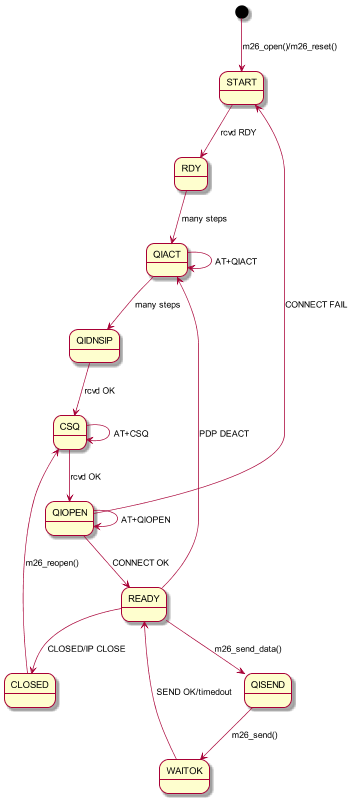 m26_open()/m26_reset()
START
rcvd RDY
RDY
many steps
QIACT
AT+QIACT
CONNECT FAIL
many steps
QIDNSIP
rcvd OK
CSQ
AT+CSQ
PDP DEACT
rcvd OK
QIOPEN
AT+QIOPEN
m26_reopen()
CONNECT OK
READY
CLOSED/IP CLOSE
m26_send_data()
CLOSED
SEND OK/timedout
QISEND
m26_send()
WAITOK